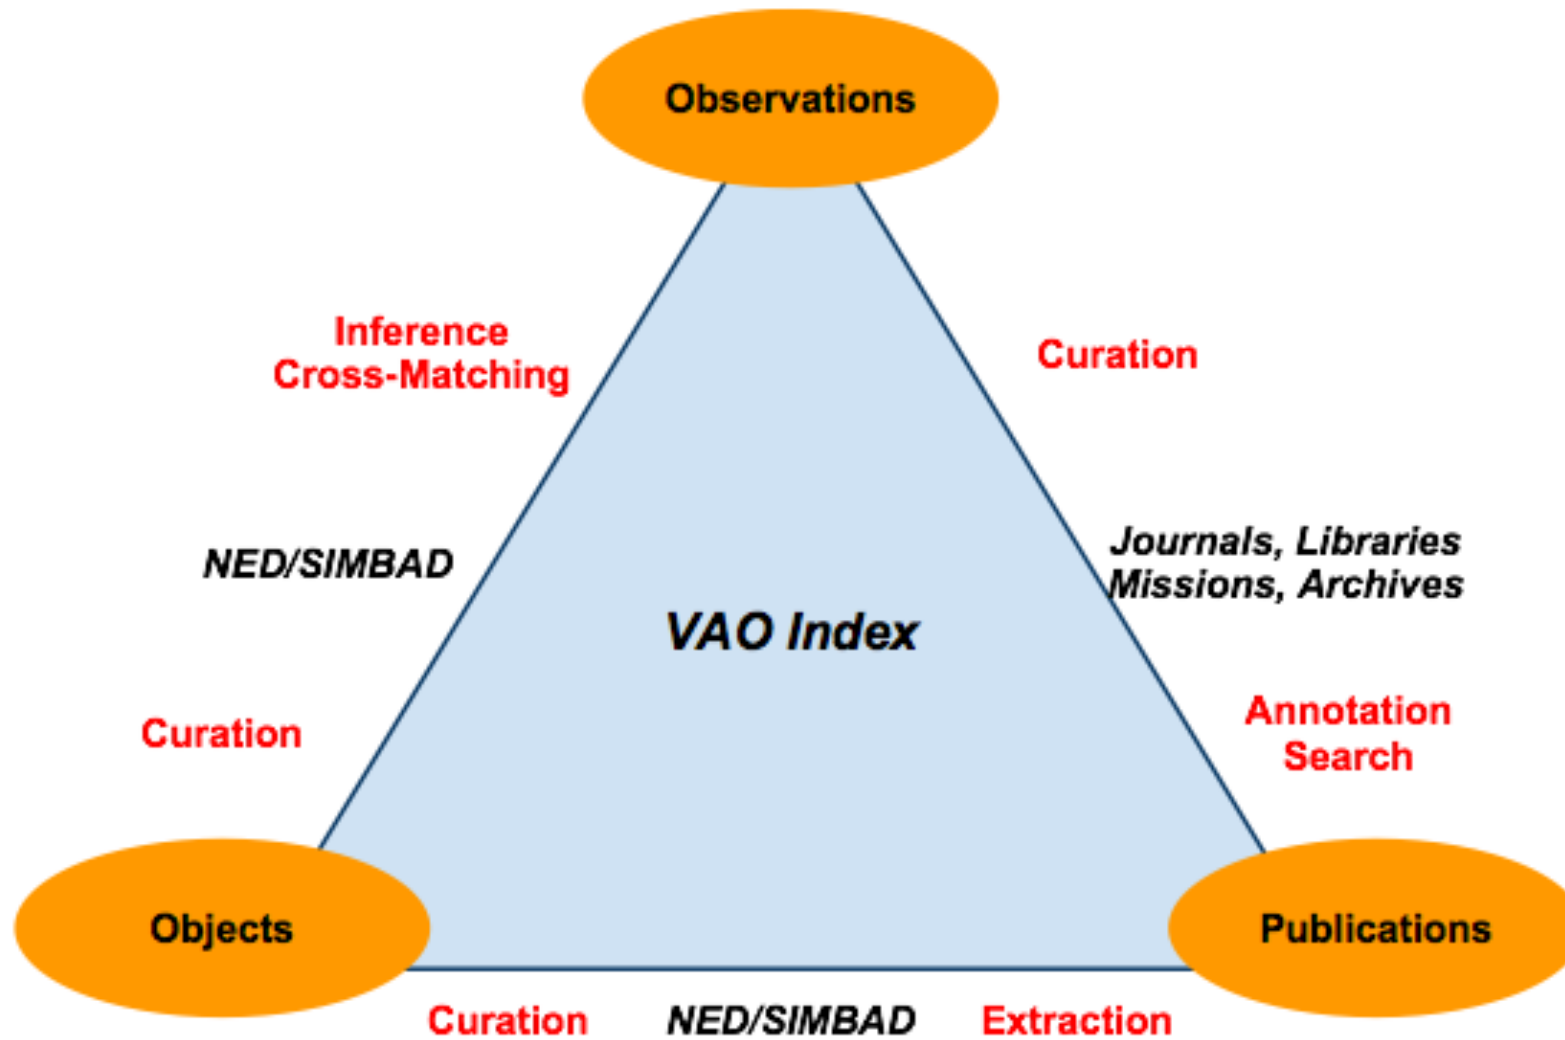 Observations
Inference
Cross-Matching
Curation
NED/SIMBAD
Journals, Libraries
Missions, Archives
VAO Index
Curation
Annotation
Search
Objects
Publications
Curation NED/SIMBAD Extraction